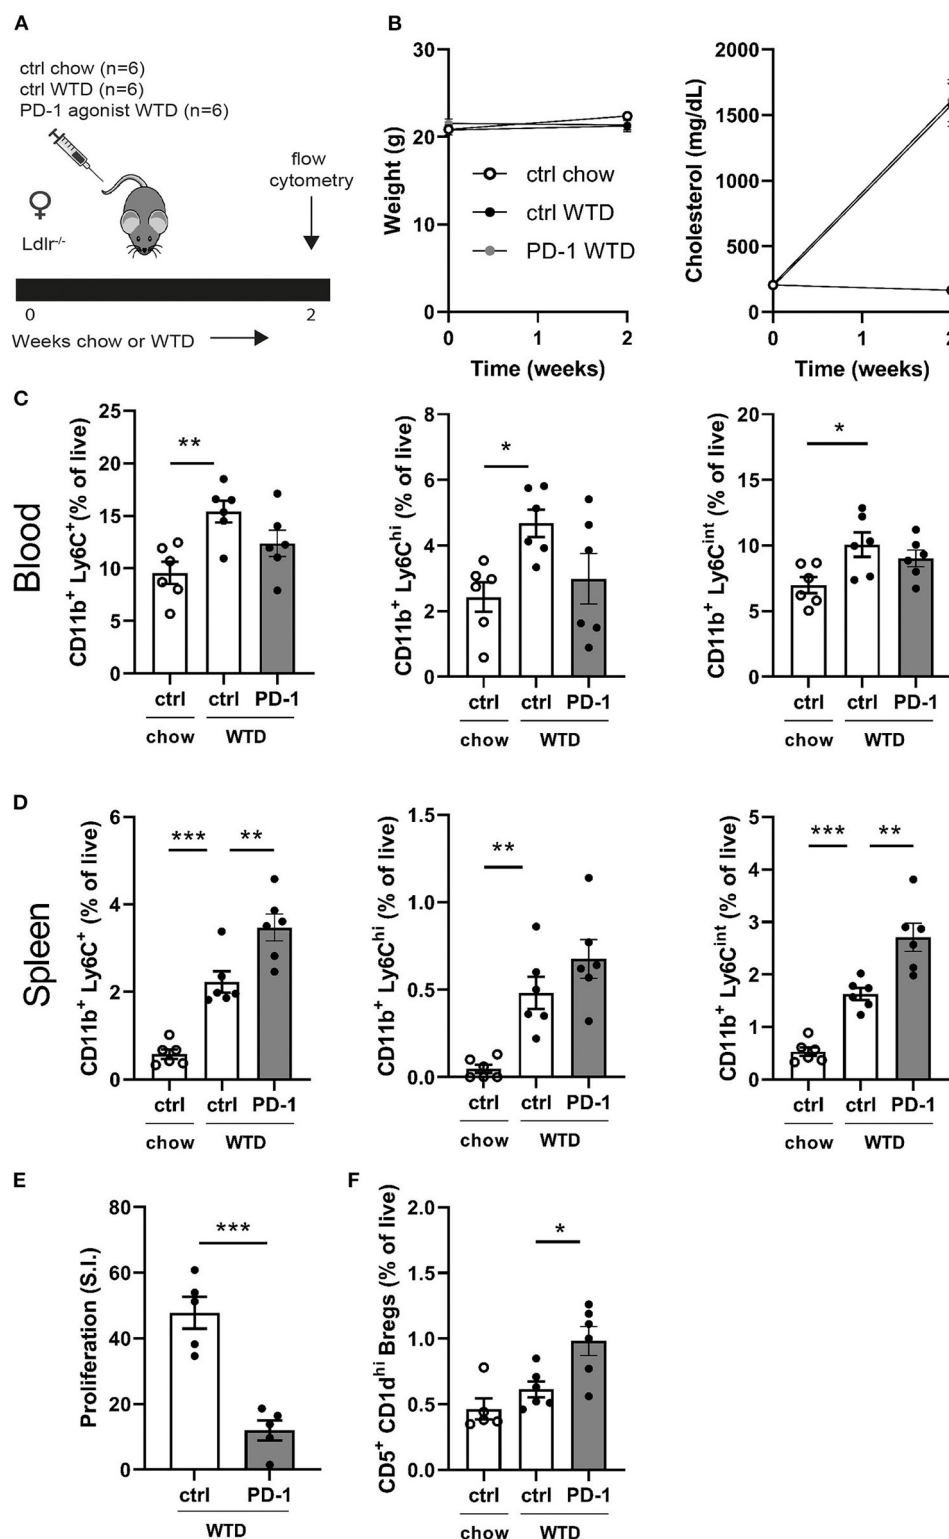 A
ctrl chow (n=6)
ctrl WTD (n=6)
PD-1 agonist WTD (n=6)
flow
cytometry
♀
Ldlr-/-
0
2
Weeks chow or WTD
B
Weight (g)
30
20
10
0
ctrl chow
ctrl WTD
PD-1 WTD
0 1 2
Time (weeks)
Cholesterol (mg/dL)
2000
1500
1000
500
0
0 1 2
Time (weeks)
C
Blood
CD11b+ Ly6C+ (% of live)
25
20
15
10
5
0
**
ctrl ctrl PD-1
chow WTD
CD11b+ Ly6Chi (% of live)
8
6
4
2
0
*
ctrl ctrl PD-1
chow WTD
CD11b+ Ly6Cint (% of live)
20
15
10
5
0
*
ctrl ctrl PD-1
chow WTD
D
Spleen
CD11b+ Ly6C+ (% of live)
6
4
2
0
*** **
ctrl ctrl PD-1
chow WTD
CD11b+ Ly6Chi (% of live)
1.5
1.0
0.5
0.0
**
ctrl ctrl PD-1
chow WTD
CD11b+ Ly6Cint (% of live)
5
4
3
2
1
0
*** **
ctrl ctrl PD-1
chow WTD
E
Proliferation (S.I.)
80
60
40
20
0
***
ctrl PD-1
WTD
F
CD5+ CD1dhi Bregs (% of live)
2.0
1.5
1.0
0.5
0.0
*
ctrl ctrl PD-1
chow WTD